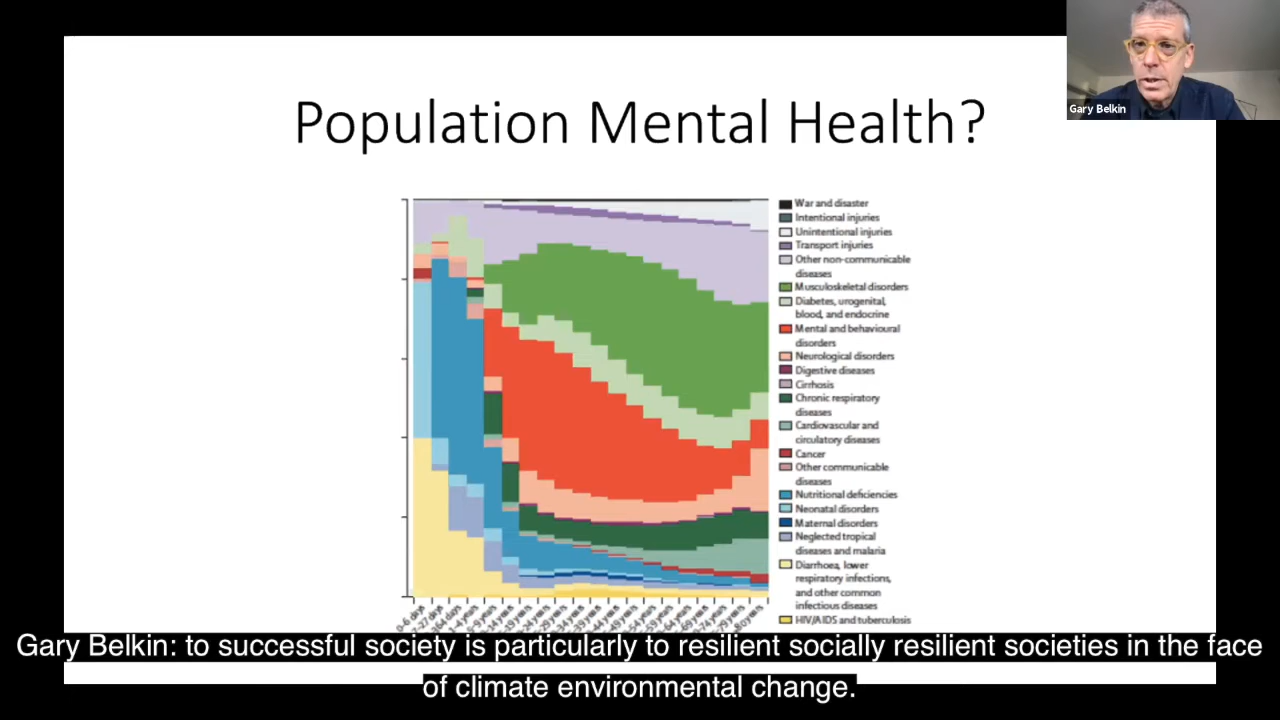 Gary Belkin
Population Mental Health?
War and disaster
Intentional injuries
Unintentional injuries
Transport injuries
Other non-communicable
diseases
Musculoskeletal disorders
Diabetes, urogenital,
blood, and endocrine
Mental and behavioural
disorders
Neurological disorders
Digestive diseases
Cirrhosis
Chronic respiratory
diseases
Cardiovascular and
circulatory diseases
Cancer
Other communicable
diseases
Nutritional deficiencies
Neonatal disorders
Maternal disorders
Neglected tropical
diseases and malaria
Diarrhoea, lower
respiratory infections,
and other common
infectious diseases
HIV/AIDS and tuberculosis
0-6 days
Gary Belkin: to successful society is particularly to resilient socially resilient societies in the face
of climate environmental change.